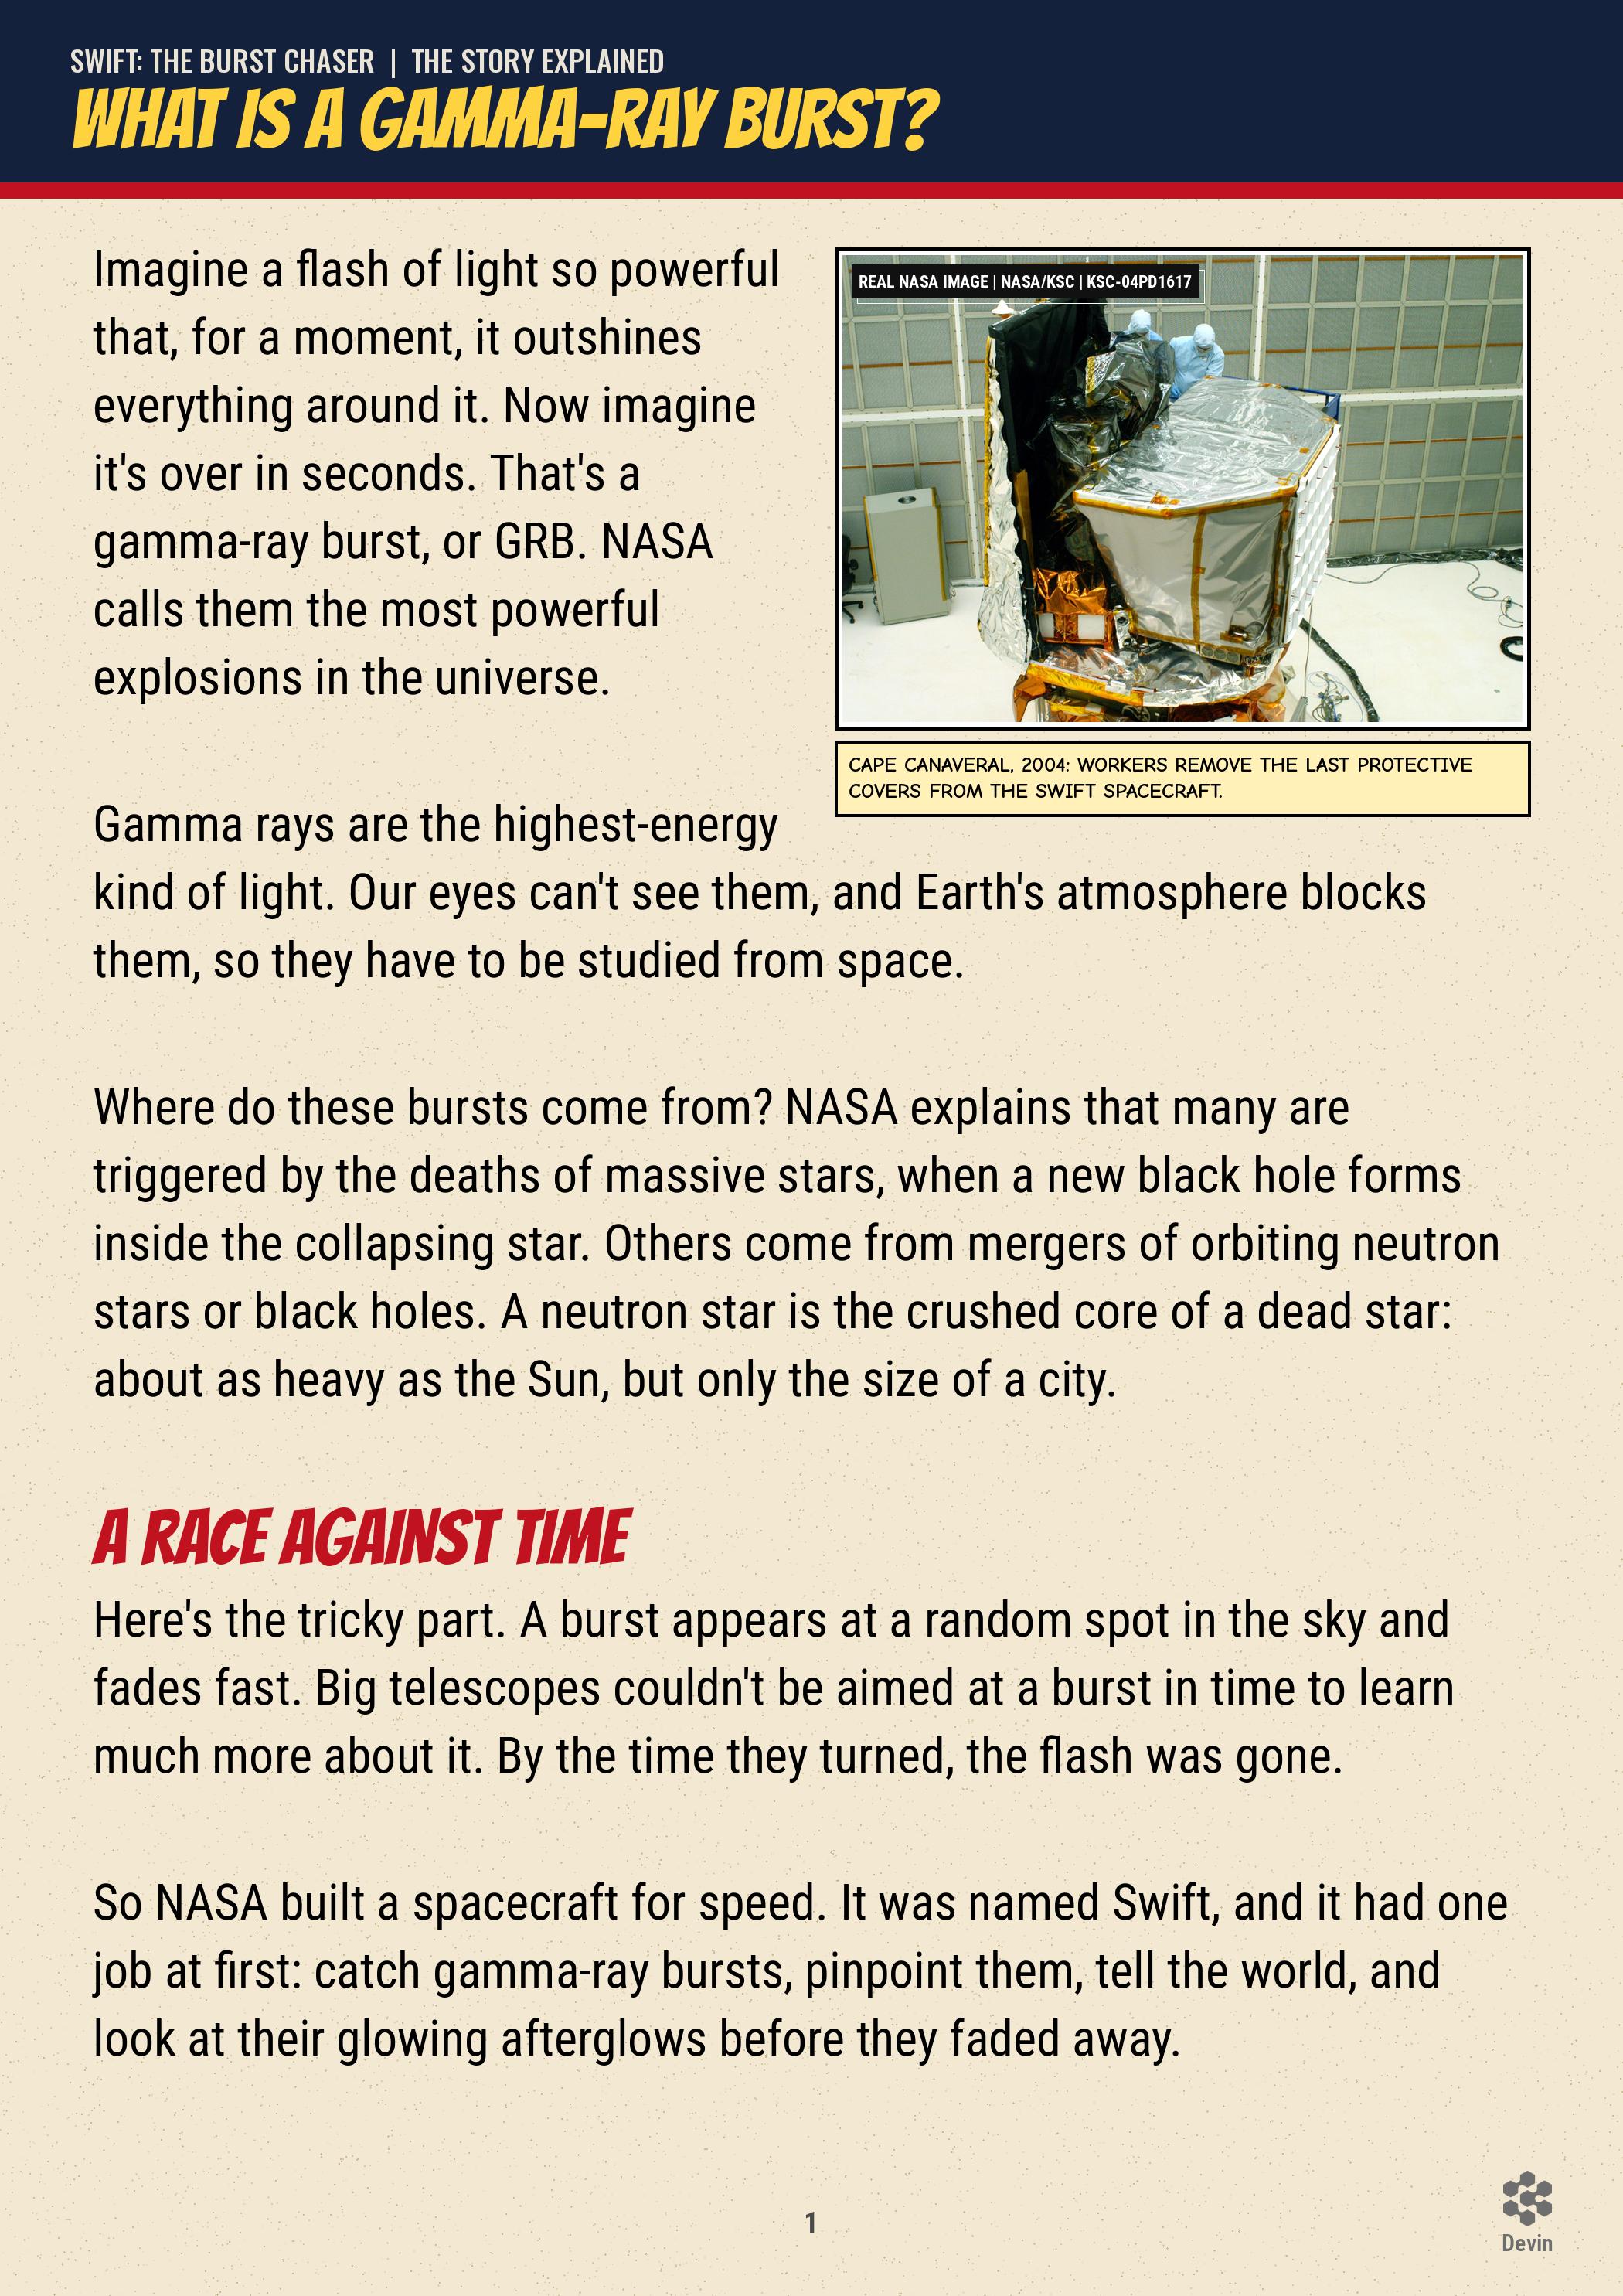 SWIFT: THE BURST CHASER | THE STORY EXPLAINED
WHAT IS A GAMMA-RAY BURST?
Imagine a flash of light so powerful
that, for a moment, it outshines
everything around it. Now imagine
it's over in seconds. That's a
gamma-ray burst, or GRB. NASA
calls them the most powerful
explosions in the universe.
REAL NASA IMAGE | NASA/KSC | KSC-04PD1617
CAPE CANAVERAL, 2004: WORKERS REMOVE THE LAST PROTECTIVE
COVERS FROM THE SWIFT SPACECRAFT.
Gamma rays are the highest-energy
kind of light. Our eyes can't see them, and Earth's atmosphere blocks
them, so they have to be studied from space.
Where do these bursts come from? NASA explains that many are
triggered by the deaths of massive stars, when a new black hole forms
inside the collapsing star. Others come from mergers of orbiting neutron
stars or black holes. A neutron star is the crushed core of a dead star:
about as heavy as the Sun, but only the size of a city.
A RACE AGAINST TIME
Here's the tricky part. A burst appears at a random spot in the sky and
fades fast. Big telescopes couldn't be aimed at a burst in time to learn
much more about it. By the time they turned, the flash was gone.
So NASA built a spacecraft for speed. It was named Swift, and it had one
job at first: catch gamma-ray bursts, pinpoint them, tell the world, and
look at their glowing afterglows before they faded away.
1
Devin